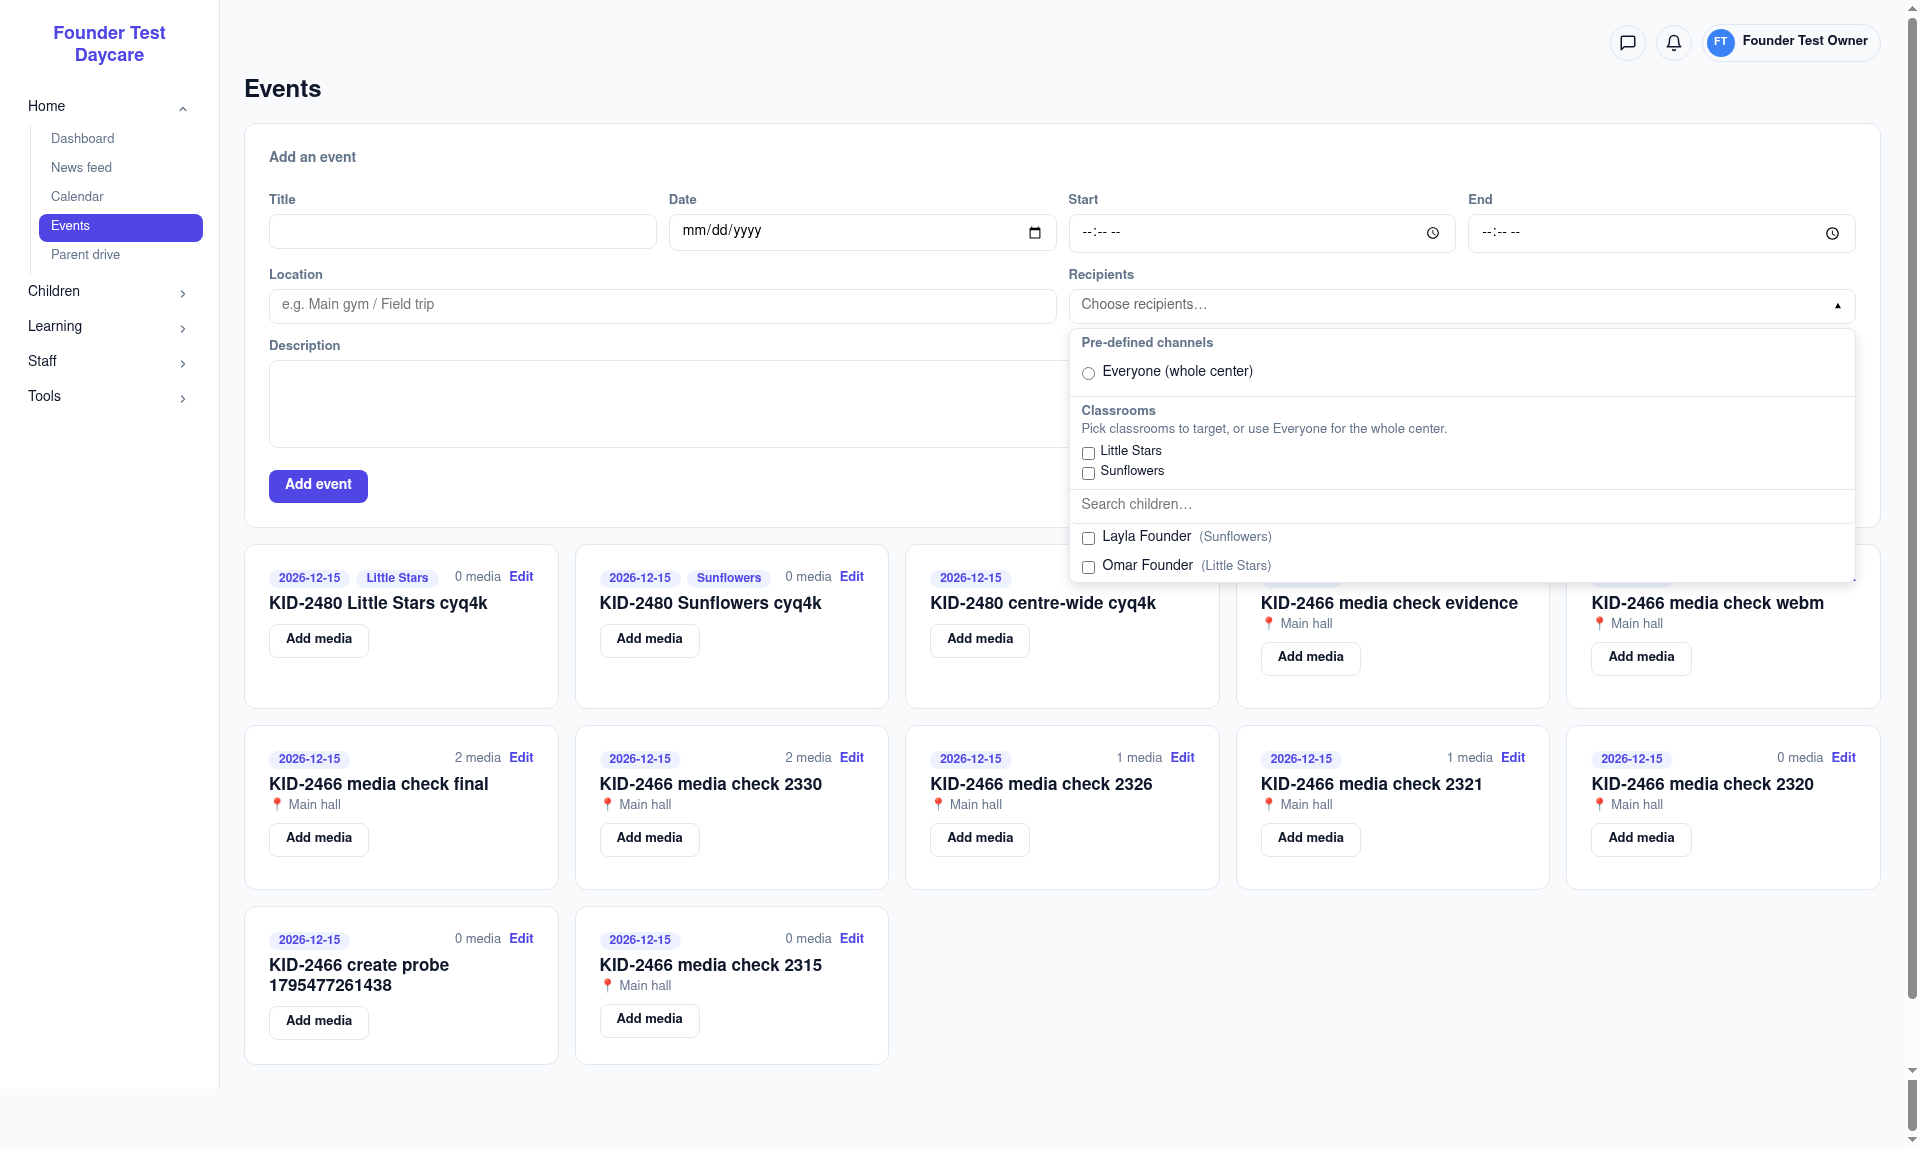 Founder Test
Daycare
Home
Dashboard
News feed
Calendar
Events
Parent drive
Children
Learning
Staff
Tools
FT
Founder Test Owner
Events
Add an event
Title
Date
Start
End
mm/dd/yyyy
--:-- --
--:-- --
Location
Recipients
e.g. Main gym / Field trip
Choose recipients…
Description
Pre-defined channels
Everyone (whole center)
Classrooms
Pick classrooms to target, or use Everyone for the whole center.
Little Stars
Sunflowers
Search children…
Layla Founder (Sunflowers)
Omar Founder (Little Stars)
Add event
2026-12-15 Little Stars 0 media Edit
KID-2480 Little Stars cyq4k
Add media
2026-12-15 Sunflowers 0 media Edit
KID-2480 Sunflowers cyq4k
Add media
2026-12-15
KID-2480 centre-wide cyq4k
Add media
KID-2466 media check evidence
📍 Main hall
Add media
KID-2466 media check webm
📍 Main hall
Add media
2026-12-15 2 media Edit
KID-2466 media check final
📍 Main hall
Add media
2026-12-15 2 media Edit
KID-2466 media check 2330
📍 Main hall
Add media
2026-12-15 1 media Edit
KID-2466 media check 2326
📍 Main hall
Add media
2026-12-15 1 media Edit
KID-2466 media check 2321
📍 Main hall
Add media
2026-12-15 0 media Edit
KID-2466 media check 2320
📍 Main hall
Add media
2026-12-15 0 media Edit
KID-2466 create probe
1795477261438
Add media
2026-12-15 0 media Edit
KID-2466 media check 2315
📍 Main hall
Add media